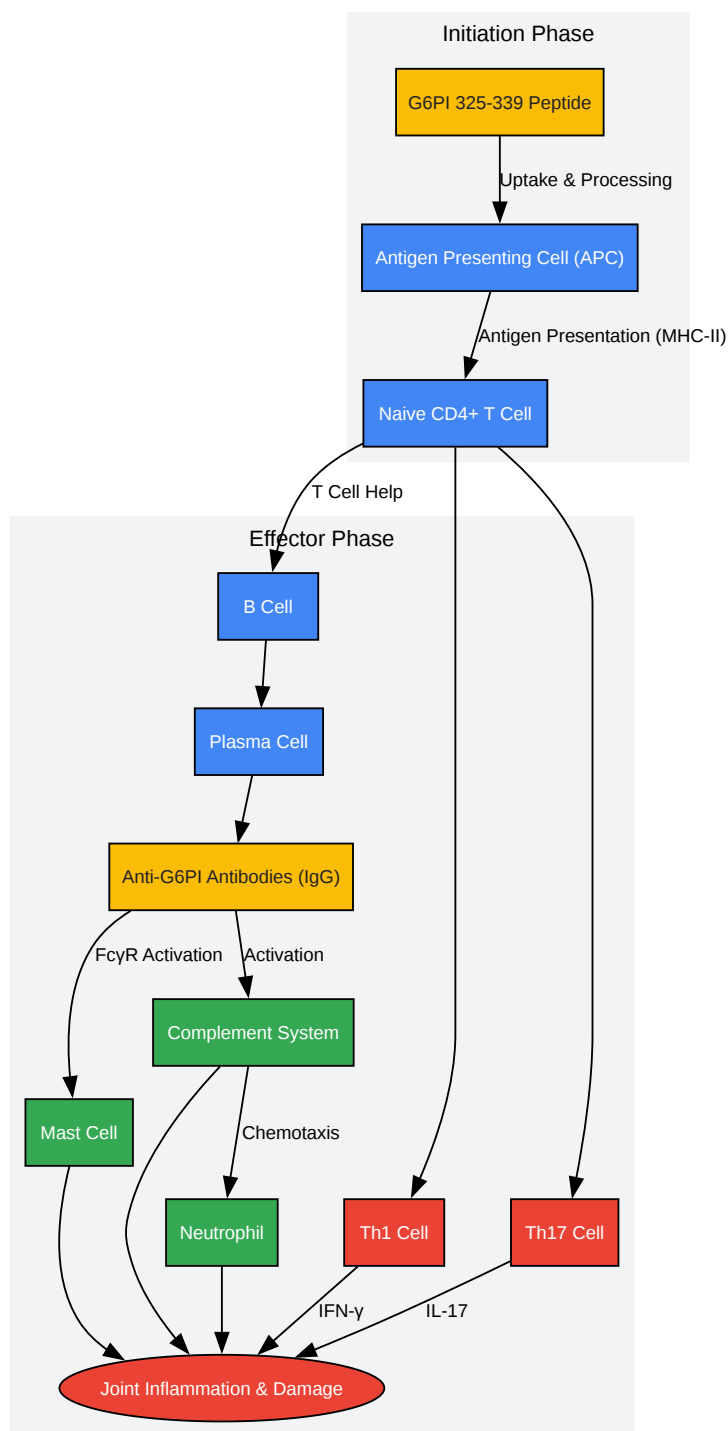 Initiation Phase
G6PI 325-339 Peptide
Uptake & Processing
Antigen Presenting Cell (APC)
Antigen Presentation (MHC-II)
Naive CD4+ T Cell
T Cell Help
Effector Phase
B Cell
Plasma Cell
Anti-G6PI Antibodies (IgG)
FcγR Activation
Activation
Complement System
Mast Cell
Chemotaxis
Neutrophil
Th1 Cell
Th17 Cell
IFN-γ
IL-17
Joint Inflammation & Damage